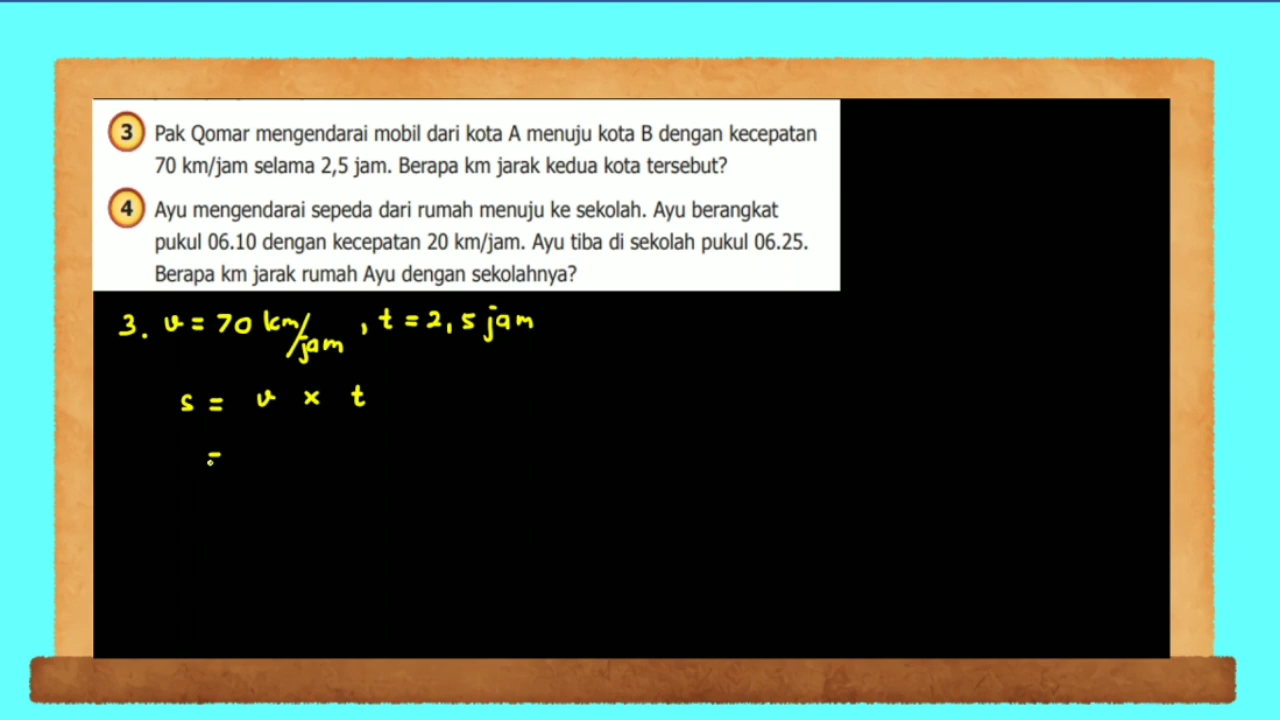 3 Pak Qomar mengendarai mobil dari kota A menuju kota B dengan kecepatan
70 km/jam selama 2,5 jam. Berapa km jarak kedua kota tersebut?
4 Ayu mengendarai sepeda dari rumah menuju ke sekolah. Ayu berangkat
pukul 06.10 dengan kecepatan 20 km/jam. Ayu tiba di sekolah pukul 06.25.
Berapa km jarak rumah Ayu dengan sekolahnya?
3. v = 70 km/jam , t = 2,5 jam
s = v × t
=